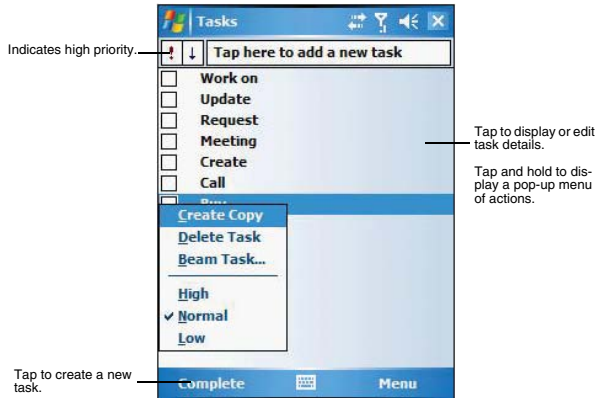 Tasks
Indicates high priority.
! ↓ Tap here to add a new task
Work on
Update
Request
Meeting
Create
Call
Buy
Tap to display or edit
task details.
Tap and hold to dis-
play a pop-up menu
of actions.
Create Copy
Delete Task
Beam Task...
High
✓ Normal
Low
Tap to create a new
task.
Complete
Menu